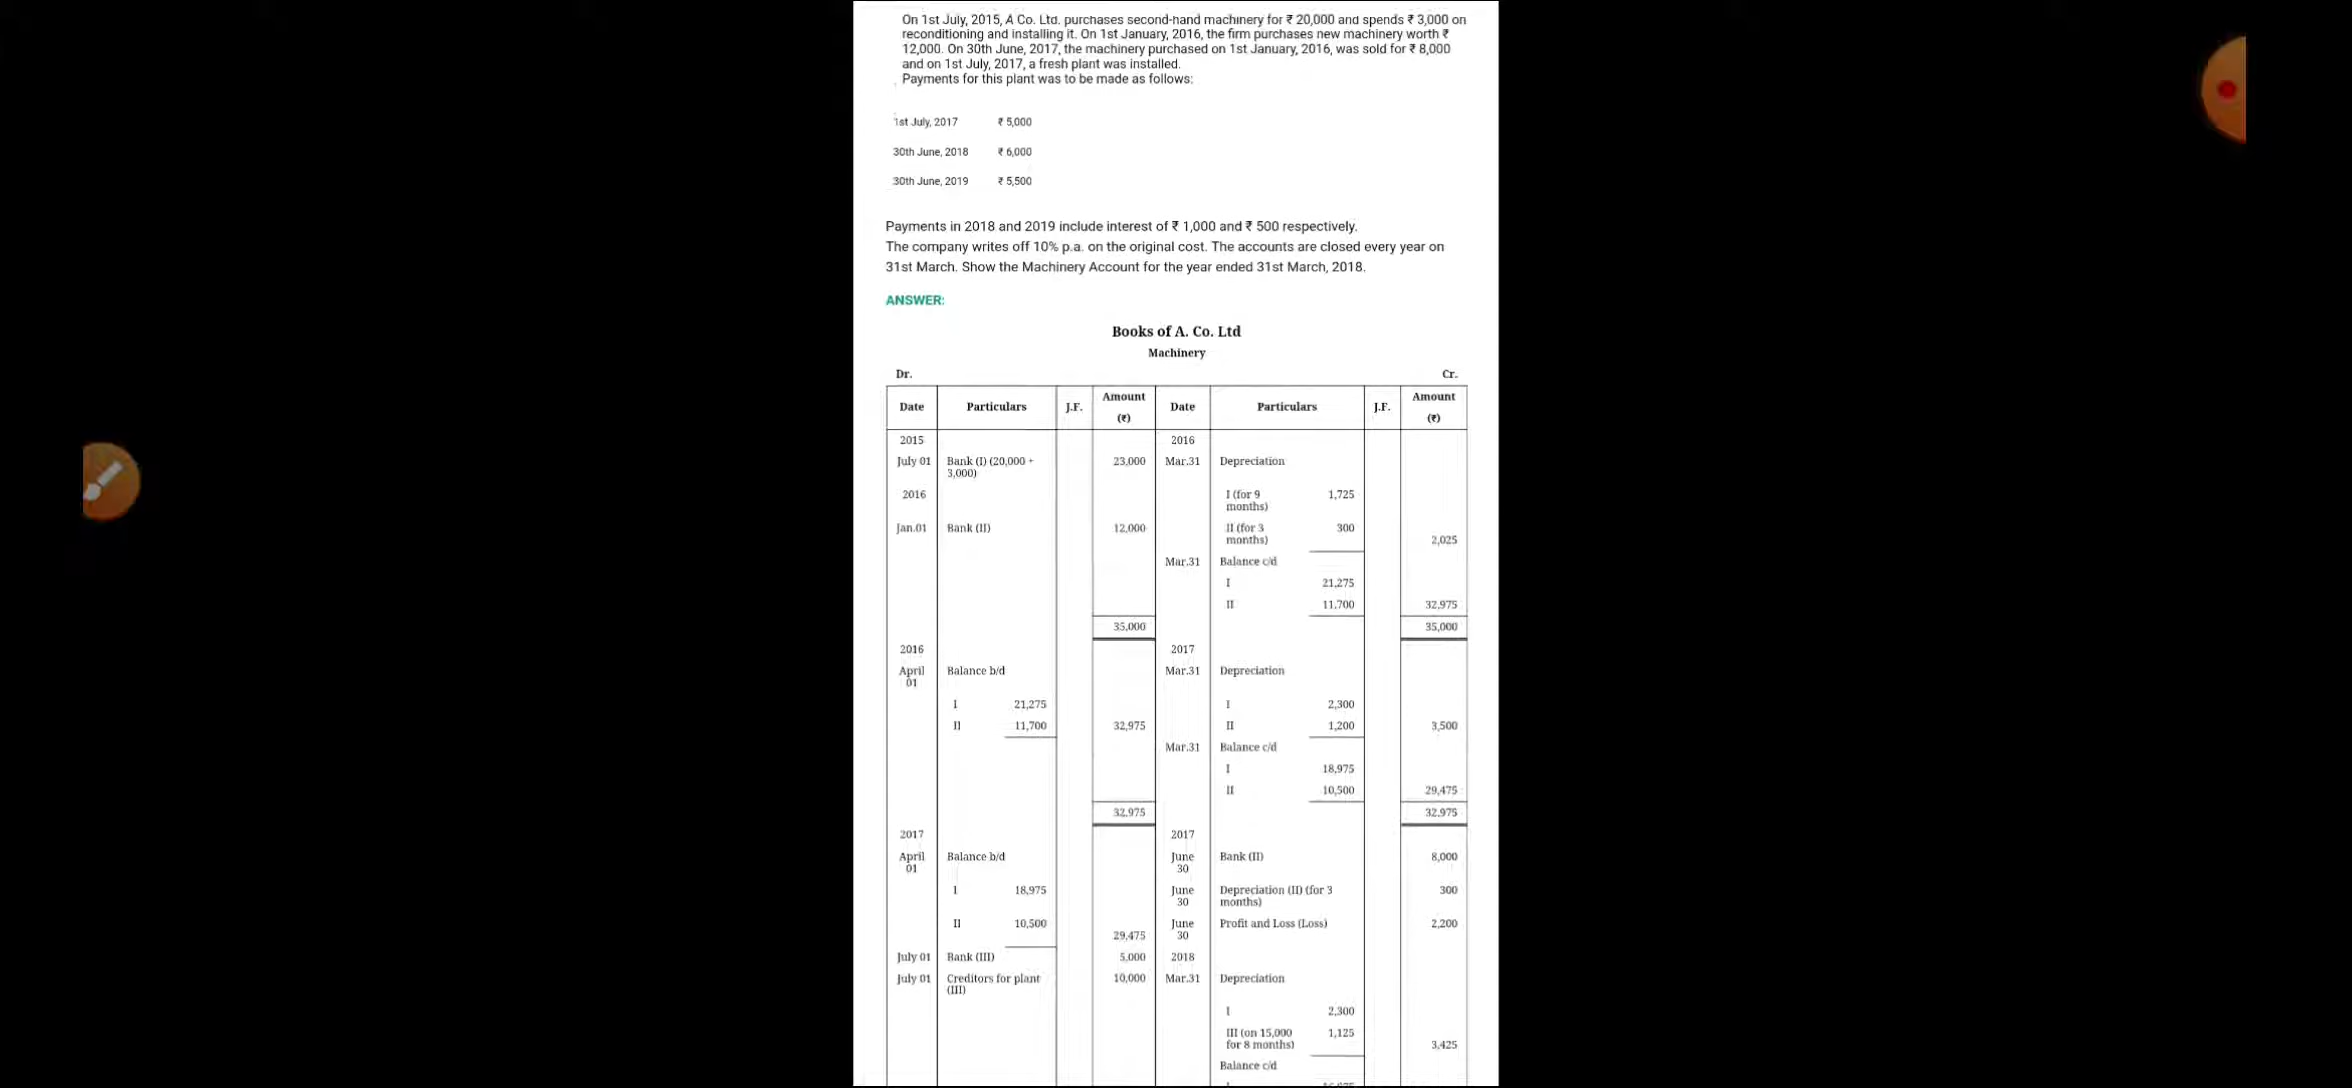 On 1st July, 2015, A Co. Ltd. purchases second-hand machinery for ₹ 20,000 and spends ₹ 3,000 on
reconditioning and installing it. On 1st January, 2016, the firm purchases new machinery worth ₹
12,000. On 30th June, 2017, the machinery purchased on 1st January, 2016, was sold for ₹ 8,000
and on 1st July, 2017, a fresh plant was installed.
Payments for this plant was to be made as follows:
1st July, 2017 ₹ 5,000
30th June, 2018 ₹ 6,000
30th June, 2019 ₹ 5,500
Payments in 2018 and 2019 include interest of ₹ 1,000 and ₹ 500 respectively.
The company writes off 10% p.a. on the original cost. The accounts are closed every year on
31st March. Show the Machinery Account for the year ended 31st March, 2018.
ANSWER:
Books of A. Co. Ltd
Machinery
Dr. Cr.
Date Particulars J.F. Amount (₹) Date Particulars J.F. Amount (₹)
2015 2016
July 01 Bank (I) (20,000 + 3,000) 23,000 Mar.31 Depreciation
2016 I (for 9 months) 1,725
Jan.01 Bank (II) 12,000 II (for 3 months) 300 2,025
Mar.31 Balance c/d
I 21,275
II 11,700 32,975
35,000 35,000
2016 2017
April 01 Balance b/d Mar.31 Depreciation
I 21,275 I 2,300
II 11,700 32,975 II 1,200 3,500
Mar.31 Balance c/d
I 18,975
II 10,500 29,475
32,975 32,975
2017 2017
April 01 Balance b/d June 30 Bank (II) 8,000
I 18,975 June 30 Depreciation (II) (for 3 months) 300
II 10,500 29,475 June 30 Profit and Loss (Loss) 2,200
July 01 Bank (III) 5,000 2018
July 01 Creditors for plant (III) 10,000 Mar.31 Depreciation
I 2,300
III (on 15,000 for 8 months) 1,125 3,425
Balance c/d